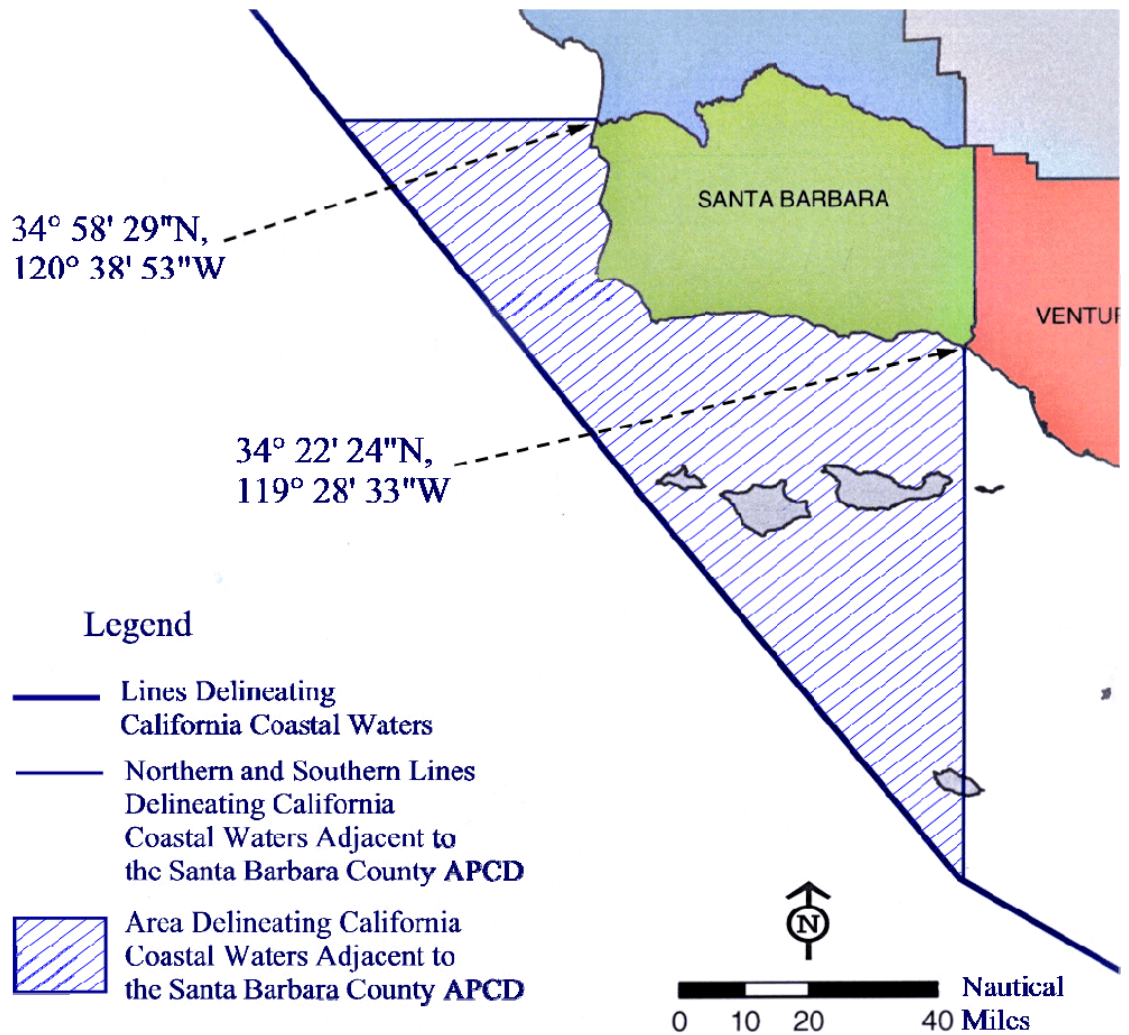 SANTA BARBARA
34° 58' 29"N,
120° 38' 53"W
VENTUR
34° 22' 24"N,
119° 28' 33"W
Legend
Lines Delineating
California Coastal Waters
Northern and Southern Lines
Delineating California
Coastal Waters Adjacent to
the Santa Barbara County APCD
Area Delineating California
Coastal Waters Adjacent to
the Santa Barbara County APCD
N
0 10 20 40 Nautical
Miles